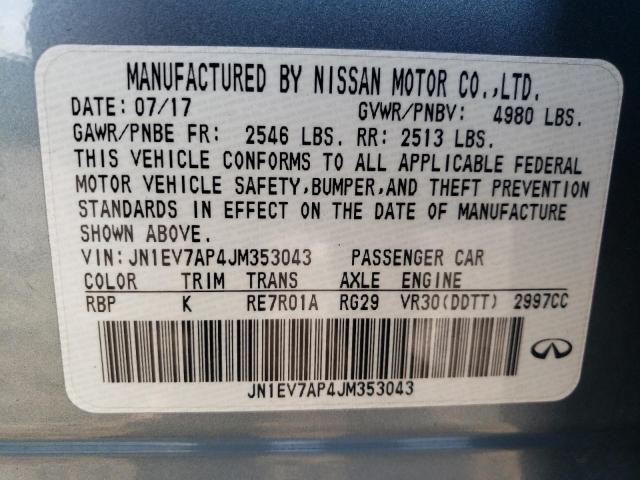 MANUFACTURED BY NISSAN MOTOR CO.,LTD.
DATE: 07/17 GVWR/PNBV: 4980 LBS.
GAWR/PNBE FR: 2546 LBS. RR: 2513 LBS.
THIS VEHICLE CONFORMS TO ALL APPLICABLE FEDERAL
MOTOR VEHICLE SAFETY,BUMPER,AND THEFT PREVENTION
STANDARDS IN EFFECT ON THE DATE OF MANUFACTURE
SHOWN ABOVE.
VIN: JN1EV7AP4JM353043 PASSENGER CAR
COLOR TRIM TRANS AXLE ENGINE
RBP K RE7R01A RG29 VR30(DDTT) 2997CC
JN1EV7AP4JM353043